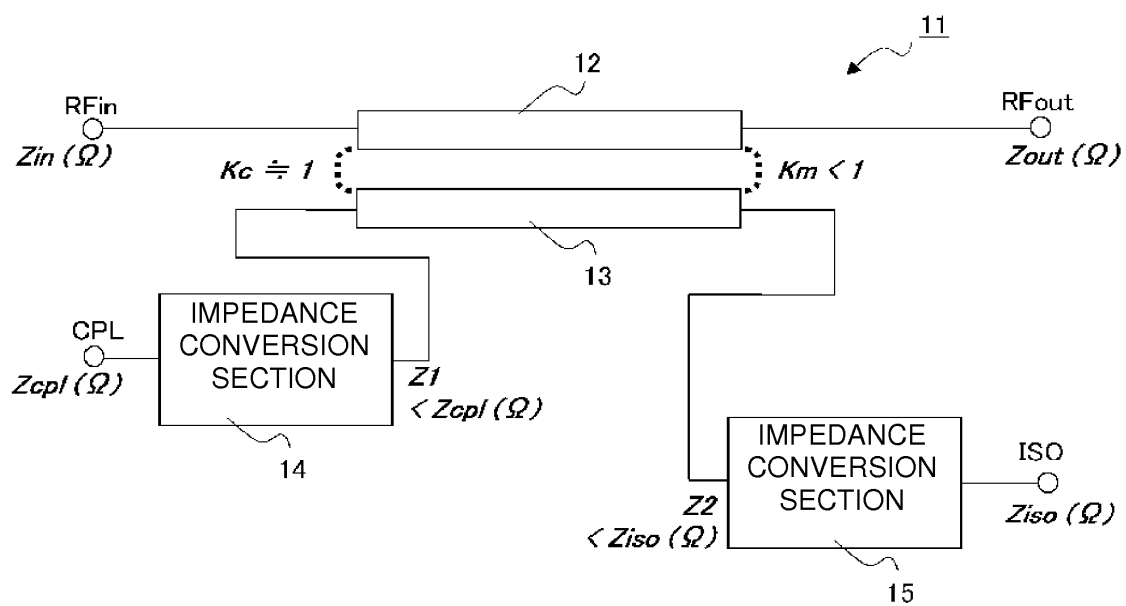 11
12
RFin
RFout
Zin (Ω)
Zout (Ω)
Kc ≒ 1
Km < 1
13
CPL
Zcpl (Ω)
IMPEDANCE
CONVERSION
SECTION
Z1
< Zcpl (Ω)
14
IMPEDANCE
CONVERSION
SECTION
ISO
Ziso (Ω)
Z2
< Ziso (Ω)
15